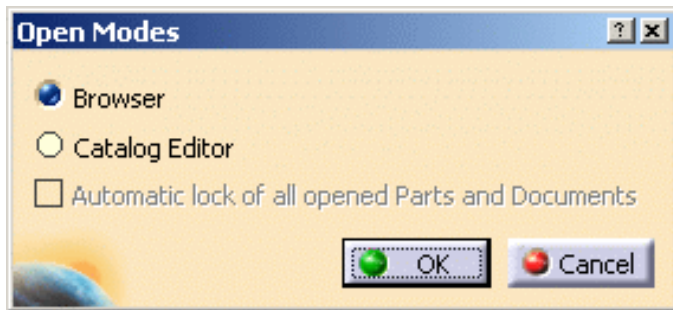 Open Modes ?
Browser
Catalog Editor
Automatic lock of all opened Parts and Documents
OK Cancel